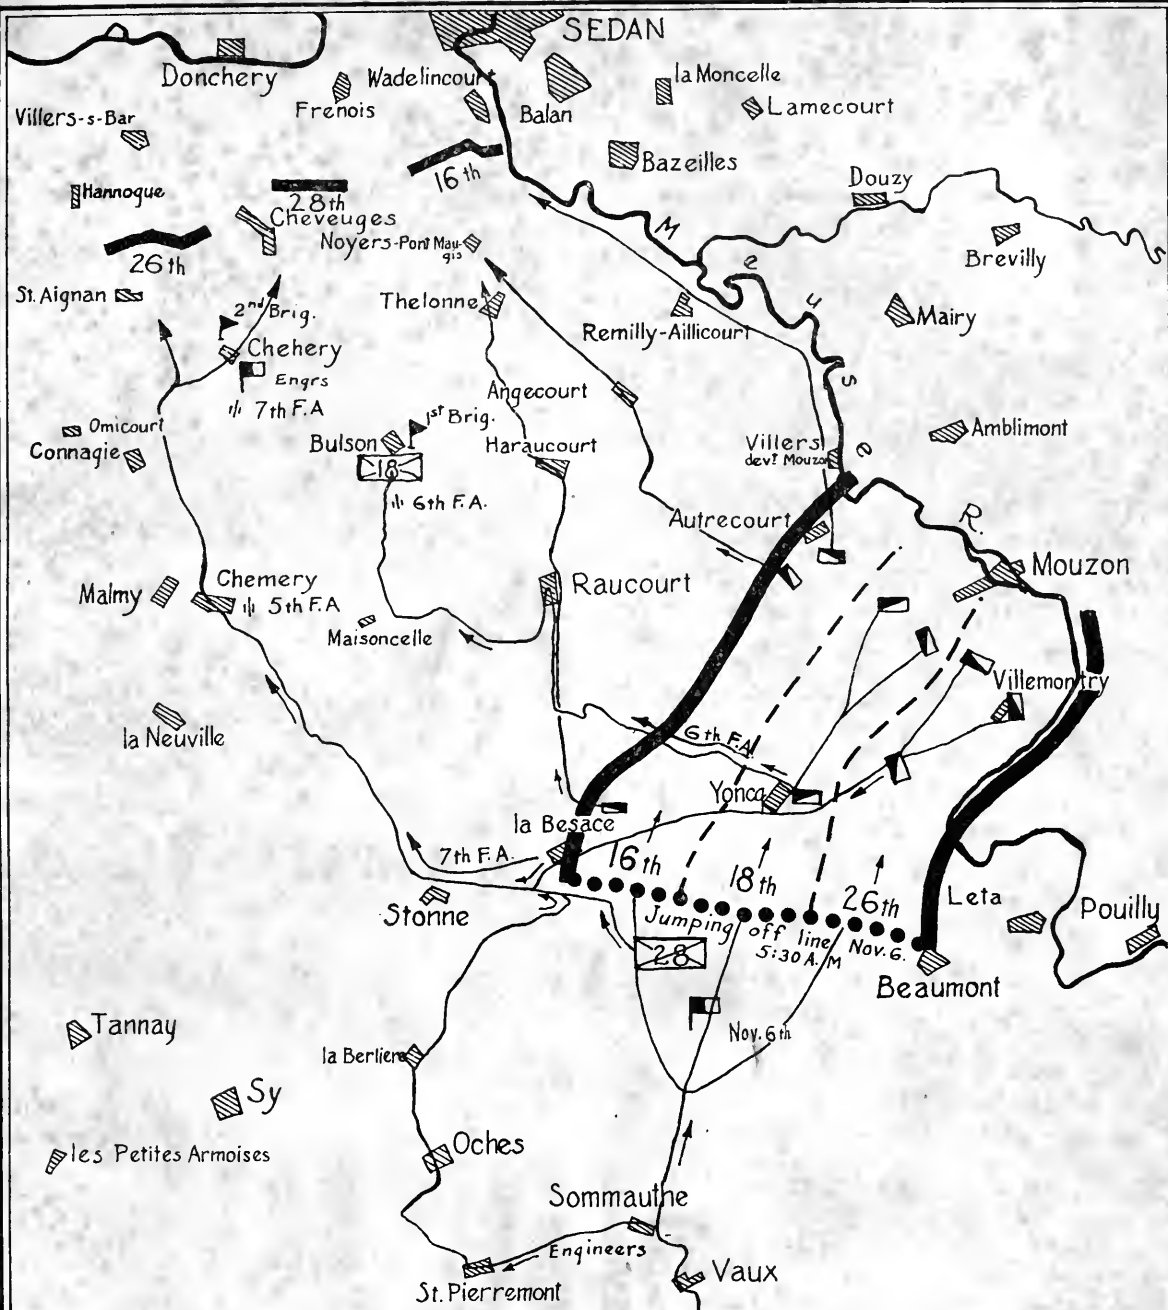 SEDAN
Donchery
Wadelincourt
la Moncelle
Frenois
Balan
Lamecourt
Villers-s-Bar
Bazeilles
16th
Hannogue
28th
Douzy
Cheveuges
M
e
u
s
e
R.
Noyers-Pont Mau-
gis
26th
Brevilly
St. Aignan
2nd Brig.
Thelonne
Remilly-Aillicourt
Mairy
Chehery
Engrs
7th F.A
Angecourt
Omicourt
Connagie
Bulson
1st Brig.
Haraucourt
Villers
devt Mouzon
Amblimont
18
6th F.A.
Autrecourt
Mouzon
Malmy
Chemery
5th F.A
Raucourt
Maisoncelle
Villemontry
la Neuville
6th F.A.
Yoncq
la Besace
7th F.A.
16th
18th
26th
Stonne
Leta
Pouilly
Jumping off line
5:30 A.M
Nov. 6.
28
Beaumont
Nov. 6th
Tannay
la Berliere
Sy
Oches
les Petites Armoises
Sommauthe
Engineers
St. Pierremont
Vaux